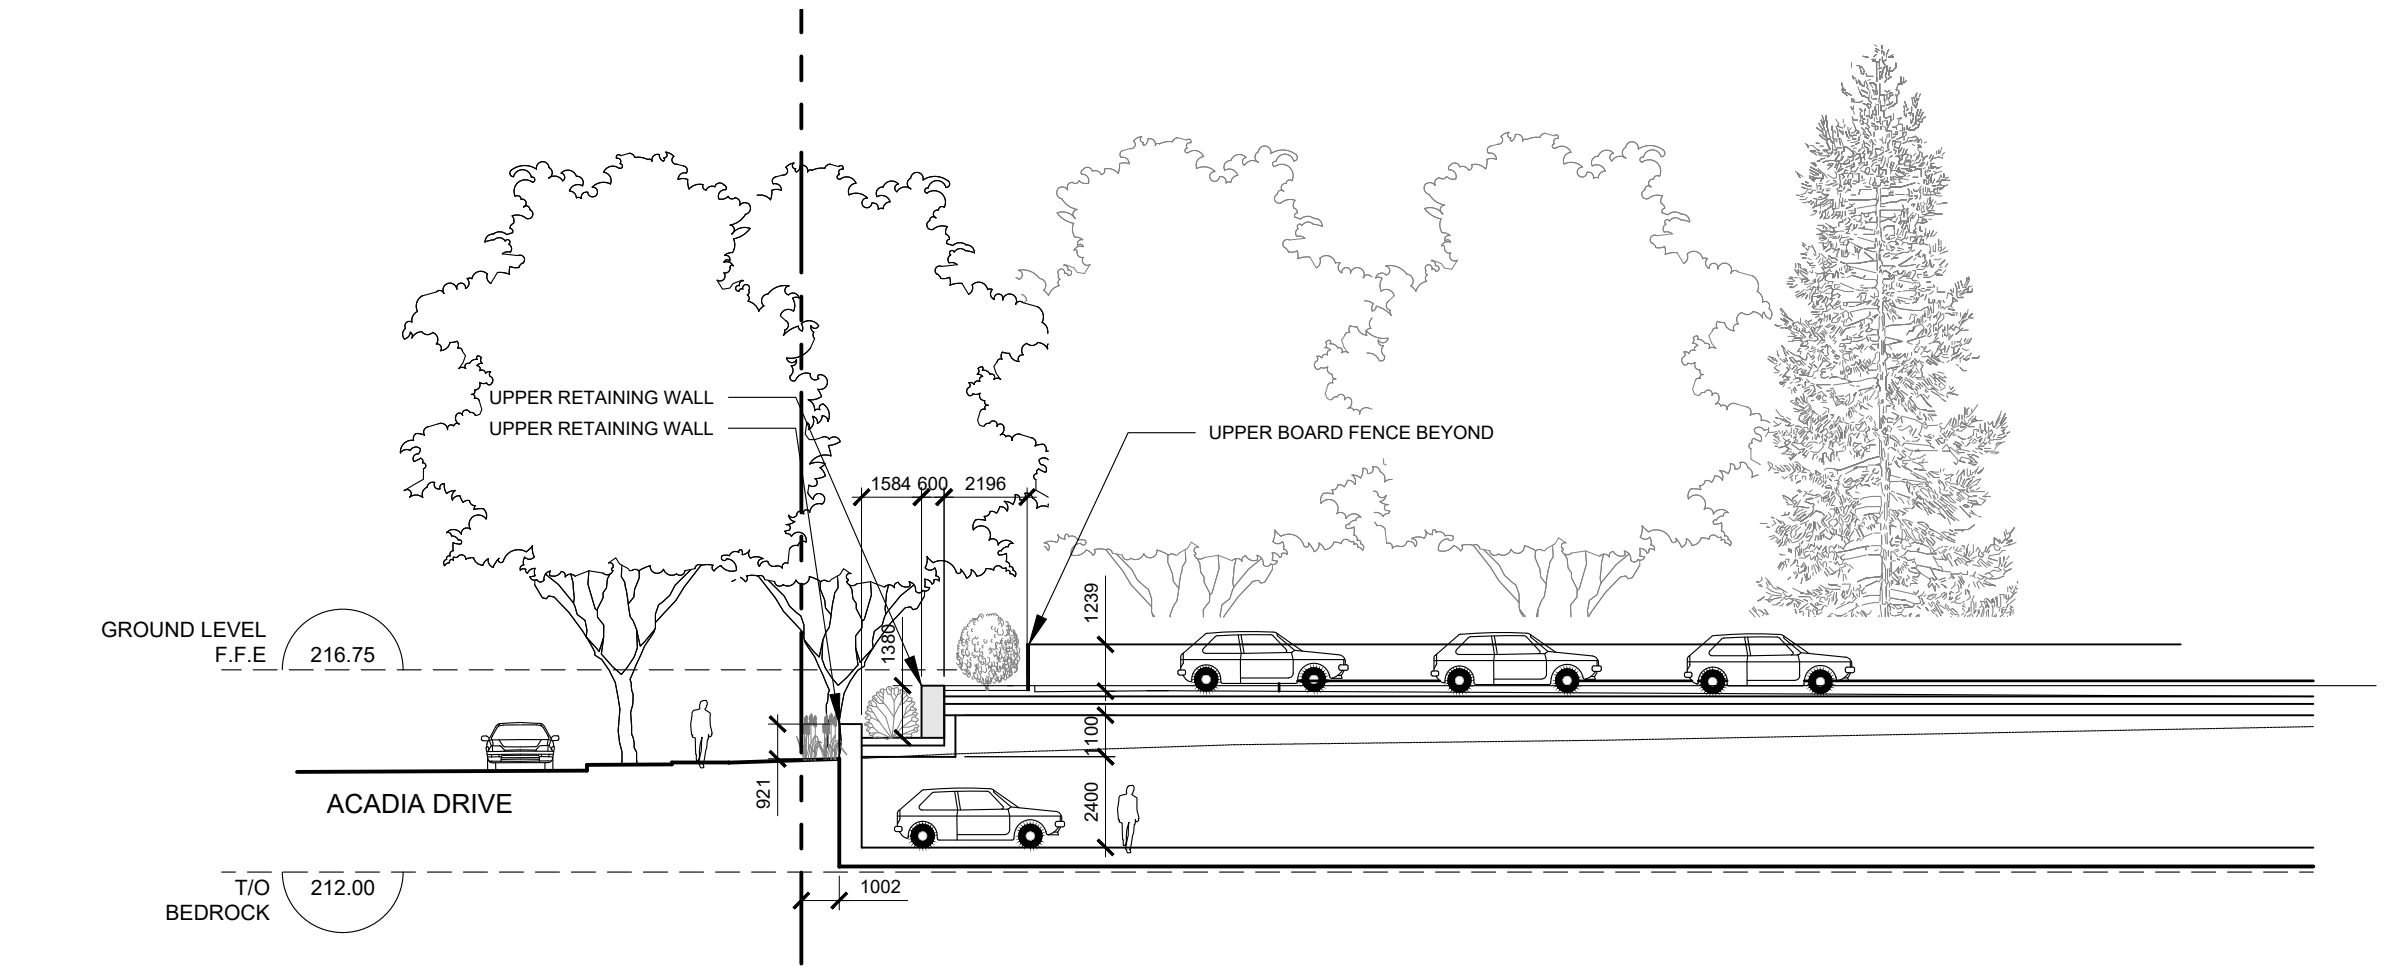 UPPER RETAINING WALL
UPPER RETAINING WALL
UPPER BOARD FENCE BEYOND
1584 600 2196
1239
1380
GROUND LEVEL
F.F.E 216.75
1100
921
2400
ACADIA DRIVE
T/O 212.00
BEDROCK
1002